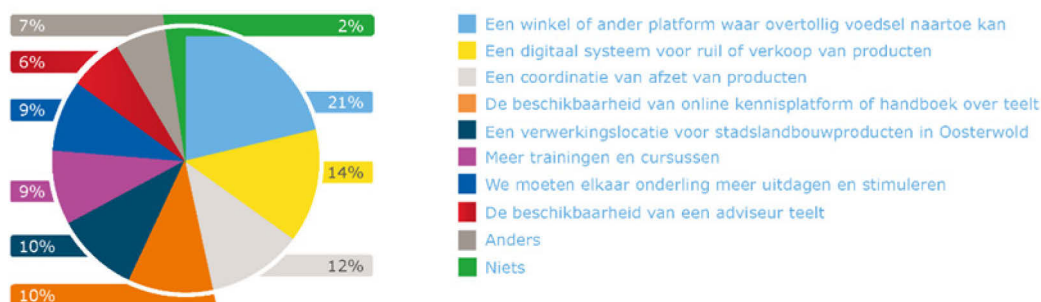 7%
2%
6%
9%
21%
14%
9%
10%
12%
10%
Een winkel of ander platform waar overtollig voedsel naartoe kan
Een digitaal systeem voor ruil of verkoop van producten
Een coordinatie van afzet van producten
De beschikbaarheid van online kennisplatform of handboek over teelt
Een verwerkingslocatie voor stadslandbouwproducten in Oosterwold
Meer trainingen en cursussen
We moeten elkaar onderling meer uitdagen en stimuleren
De beschikbaarheid van een adviseur teelt
Anders
Niets